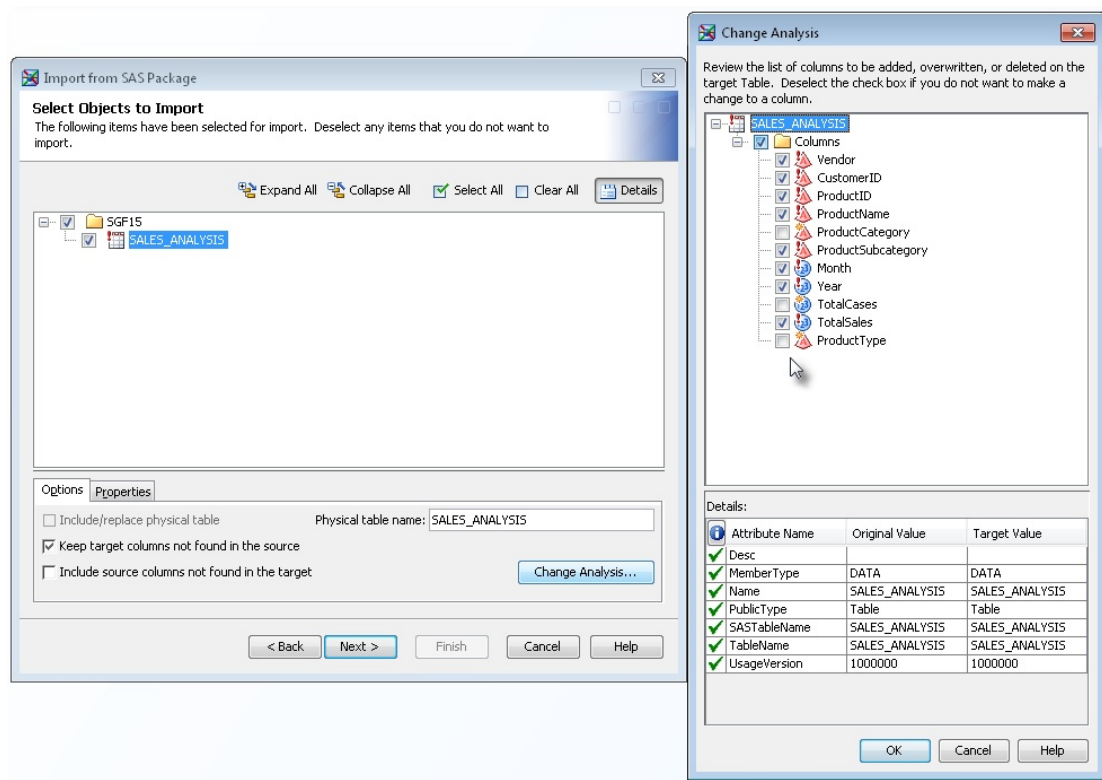 Import from SAS Package
Select Objects to Import
The following items have been selected for import. Deselect any items that you do not want to
import.
Expand All Collapse All Select All Clear All Details
SGF15
SALES_ANALYSIS
Options Properties
Include/replace physical table Physical table name: SALES_ANALYSIS
Keep target columns not found in the source
Include source columns not found in the target Change Analysis...
< Back Next > Finish Cancel Help
Change Analysis
Review the list of columns to be added, overwritten, or deleted on the
target Table. Deselect the check box if you do not want to make a
change to a column.
SALES_ANALYSIS
Columns
Vendor
CustomerID
ProductID
ProductName
ProductCategory
ProductSubcategory
Month
Year
TotalCases
TotalSales
ProductType
Details:
Attribute Name Original Value Target Value
Desc
MemberType DATA DATA
Name SALES_ANALYSIS SALES_ANALYSIS
PublicType Table Table
SASTableName SALES_ANALYSIS SALES_ANALYSIS
TableName SALES_ANALYSIS SALES_ANALYSIS
UsageVersion 1000000 1000000
OK Cancel Help